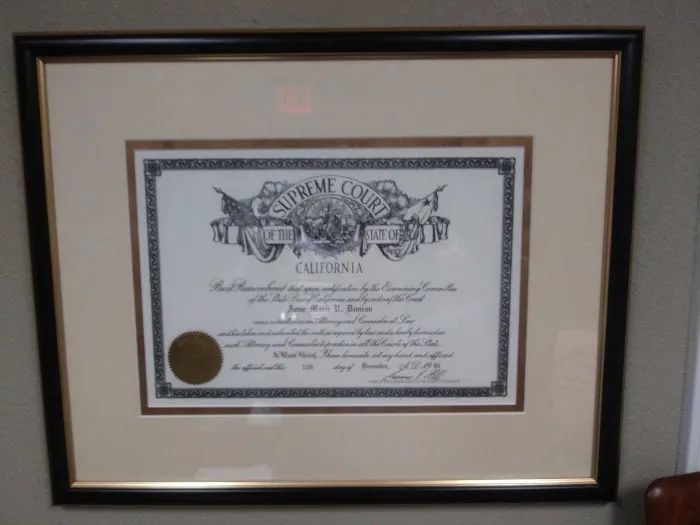 SUPREME COURT
OF THE STATE OF
CALIFORNIA
Be it Remembered that upon certification by the Examining Committee
of the State Bar of California and by order of this Court
Anne Marie
was admitted as an Attorney and Counselor at Law
and has taken and subscribed the oath as required by law and is hereby licensed as
such Attorney and Counselor to practice in all the Courts of this State.
In Witness Whereof, I have hereunto set my hand and affixed
the official seal this day of December, A.D. 19